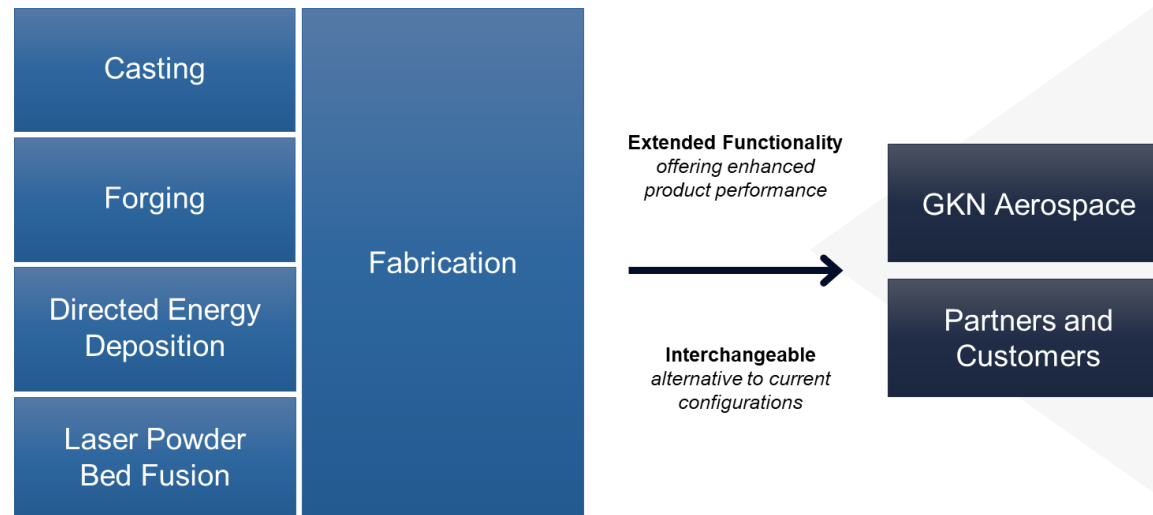 Casting
Forging
Directed Energy
Deposition
Laser Powder
Bed Fusion
Fabrication
Extended Functionality
offering enhanced
product performance
Interchangeable
alternative to current
configurations
GKN Aerospace
Partners and
Customers